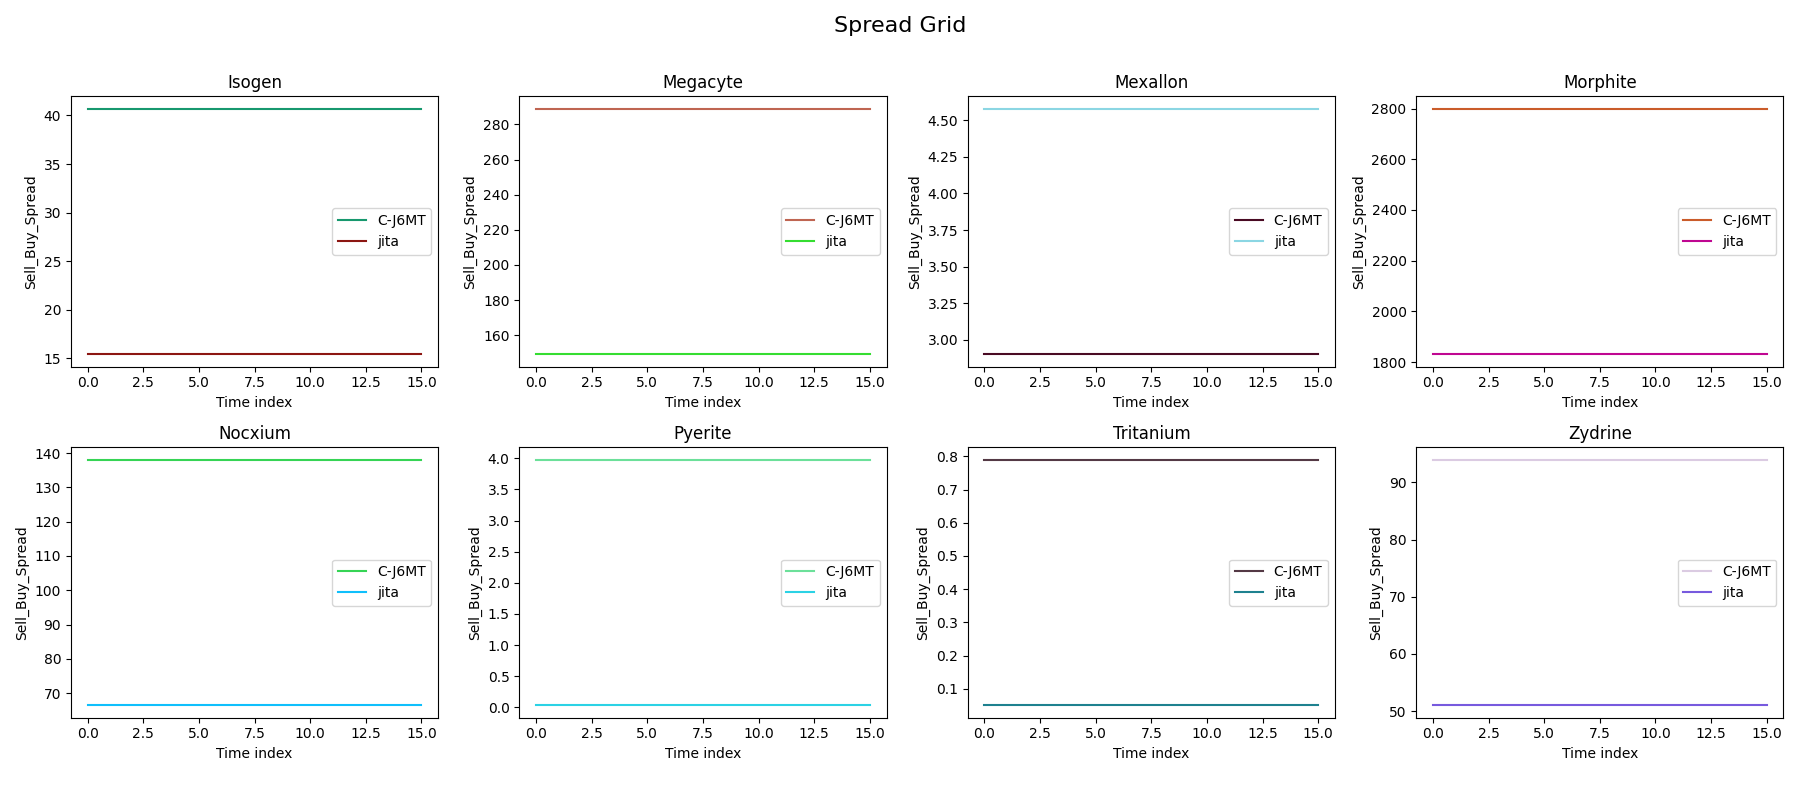 Spread Grid
Isogen
Sell_Buy_Spread
40
35
30
25
20
15
C-J6MT
jita
0.0 2.5 5.0 7.5 10.0 12.5 15.0
Time index
Megacyte
Sell_Buy_Spread
280
260
240
220
200
180
160
C-J6MT
jita
0.0 2.5 5.0 7.5 10.0 12.5 15.0
Time index
Mexallon
Sell_Buy_Spread
4.50
4.25
4.00
3.75
3.50
3.25
3.00
C-J6MT
jita
0.0 2.5 5.0 7.5 10.0 12.5 15.0
Time index
Morphite
Sell_Buy_Spread
2800
2600
2400
2200
2000
1800
C-J6MT
jita
0.0 2.5 5.0 7.5 10.0 12.5 15.0
Time index
Nocxium
Sell_Buy_Spread
140
130
120
110
100
90
80
70
C-J6MT
jita
0.0 2.5 5.0 7.5 10.0 12.5 15.0
Time index
Pyerite
Sell_Buy_Spread
4.0
3.5
3.0
2.5
2.0
1.5
1.0
0.5
0.0
C-J6MT
jita
0.0 2.5 5.0 7.5 10.0 12.5 15.0
Time index
Tritanium
Sell_Buy_Spread
0.8
0.7
0.6
0.5
0.4
0.3
0.2
0.1
C-J6MT
jita
0.0 2.5 5.0 7.5 10.0 12.5 15.0
Time index
Zydrine
Sell_Buy_Spread
90
80
70
60
50
C-J6MT
jita
0.0 2.5 5.0 7.5 10.0 12.5 15.0
Time index